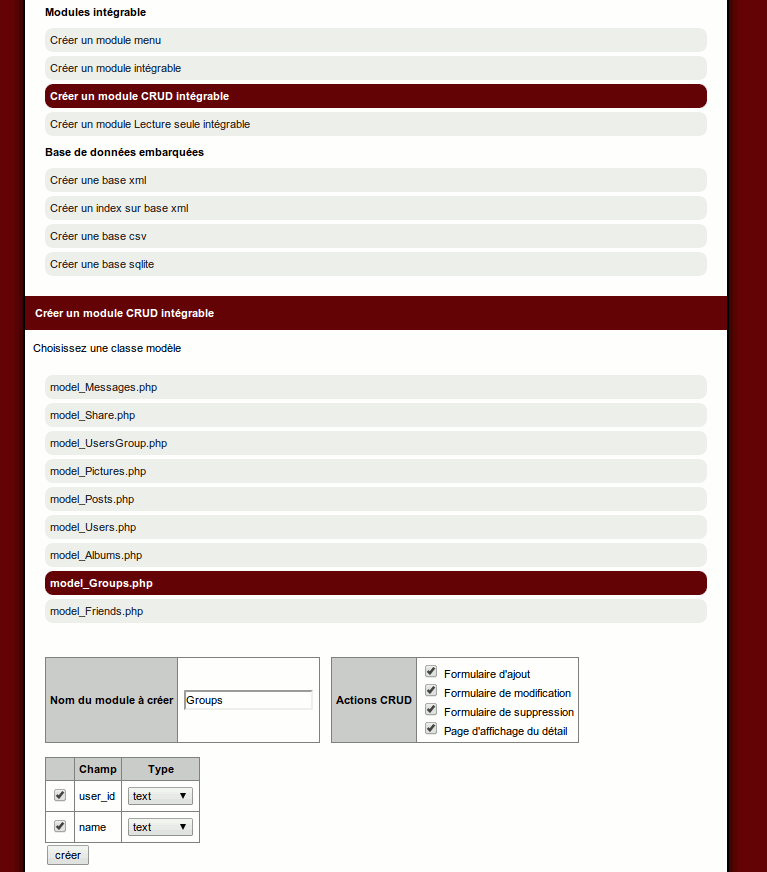 Modules intégrable
Créer un module menu
Créer un module intégrable
Créer un module CRUD intégrable
Créer un module Lecture seule intégrable
Base de données embarquées
Créer une base xml
Créer un index sur base xml
Créer une base csv
Créer une base sqlite
Créer un module CRUD intégrable
Choisissez une classe modèle
model_Messages.php
model_Share.php
model_UsersGroup.php
model_Pictures.php
model_Posts.php
model_Users.php
model_Albums.php
model_Groups.php
model_Friends.php
Nom du module à créer
Groups
Actions CRUD
Formulaire d'ajout
Formulaire de modification
Formulaire de suppression
Page d'affichage du détail
Champ Type
user_id text
name text
créer